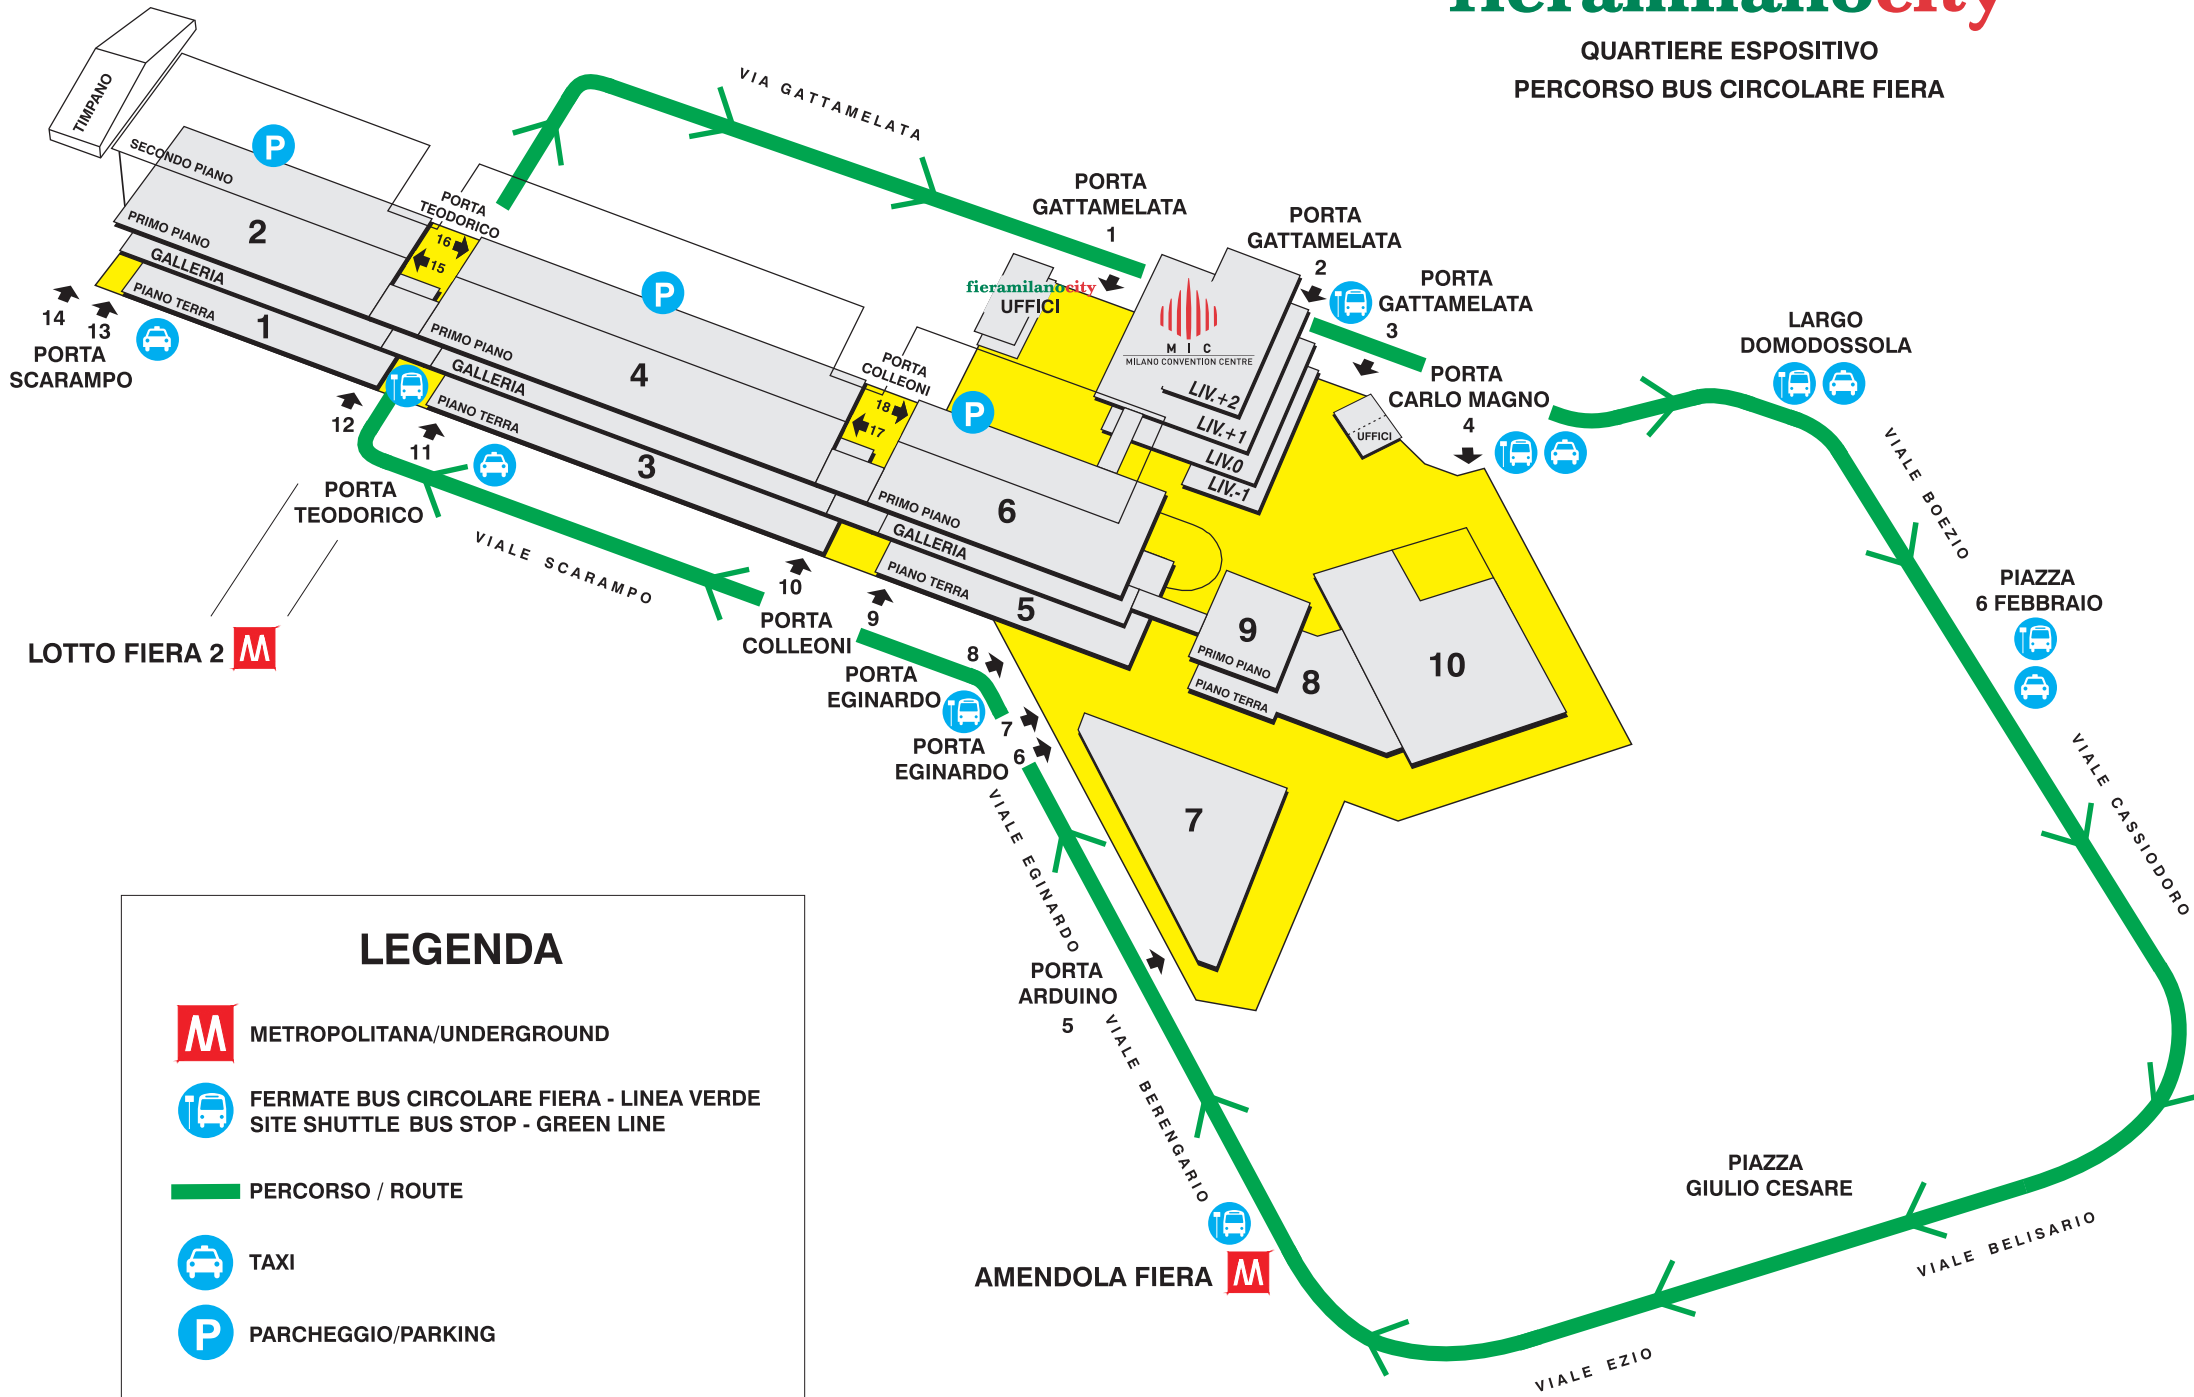 fieramilanocity
QUARTIERE ESPOSITIVO
PERCORSO BUS CIRCOLARE FIERA
TIMPANO
VIA GATTAMELATA
SECONDO PIANO
PRIMO PIANO
2
GALLERIA
PIANO TERRA
1
PORTA
TEODORICO
16
15
14
13
PORTA
SCARAMPO
12
11
PORTA
TEODORICO
PRIMO PIANO
4
GALLERIA
PIANO TERRA
3
PORTA
COLLEONI
18
17
fieramilanocity
UFFICI
PORTA
GATTAMELATA
1
PORTA
GATTAMELATA
2
PORTA
GATTAMELATA
3
M I C
MILANO CONVENTION CENTRE
LIV.+2
LIV.+1
LIV.0
LIV.-1
PORTA
CARLO MAGNO
4
UFFICI
LARGO
DOMODOSSOLA
VIALE BOEZIO
PIAZZA
6 FEBBRAIO
VIALE CASSIODORO
PRIMO PIANO
6
GALLERIA
PIANO TERRA
5
9
PRIMO PIANO
PIANO TERRA
8
10
7
VIALE SCARAMPO
10
PORTA
COLLEONI
9
8
PORTA
EGINARDO
7
PORTA
EGINARDO
6
LOTTO FIERA 2 M
VIALE EGINARDO
PORTA
ARDUINO
5
VIALE BERENGARIO
AMENDOLA FIERA M
PIAZZA
GIULIO CESARE
VIALE BELISARIO
VIALE EZIO
P
P
P
LEGENDA
M METROPOLITANA/UNDERGROUND
FERMATE BUS CIRCOLARE FIERA - LINEA VERDE
SITE SHUTTLE BUS STOP - GREEN LINE
PERCORSO / ROUTE
TAXI
P PARCHEGGIO/PARKING